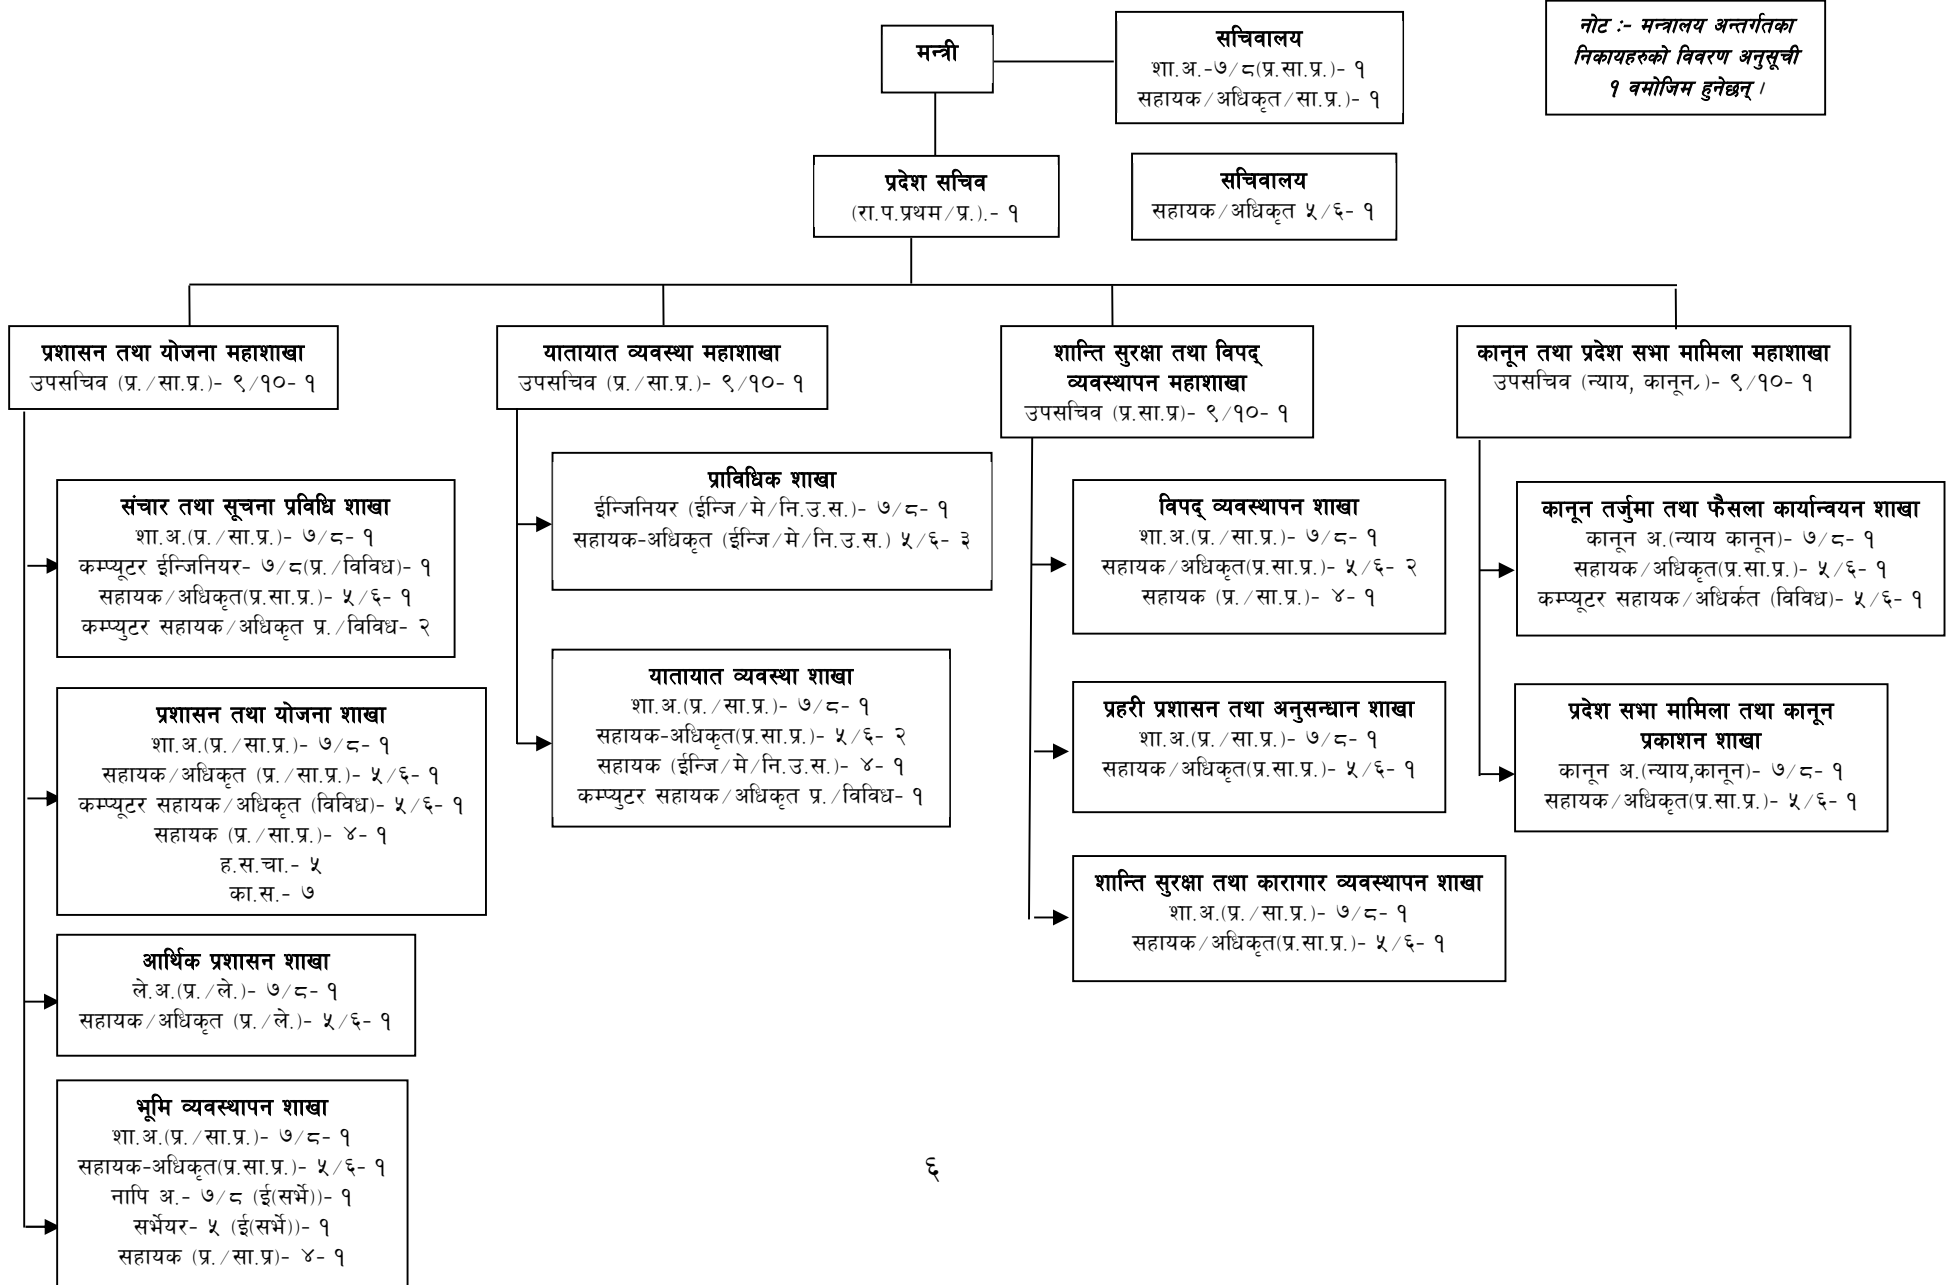 मन्त्री
सचिवालय
शा.अ.-७/८(प्र.सा.प्र.)- १
सहायक/अधिकृत/सा.प्र.)- १
नोट :- मन्त्रालय अन्तर्गतका
निकायहरुको विवरण अनुसूची
१ वमोजिम हुनेछन् ।
प्रदेश सचिव
(रा.प.प्रथम/प्र.).- १
सचिवालय
सहायक/अधिकृत ५/६- १
प्रशासन तथा योजना महाशाखा
उपसचिव (प्र./सा.प्र.)- ९/१०- १
संचार तथा सूचना प्रविधि शाखा
शा.अ.(प्र./सा.प्र.)- ७/८- १
कम्प्यूटर ईन्जिनियर- ७/८(प्र./विविध)- १
सहायक/अधिकृत(प्र.सा.प्र.)- ५/६- १
कम्प्युटर सहायक/अधिकृत प्र./विविध- २
प्रशासन तथा योजना शाखा
शा.अ.(प्र./सा.प्र.)- ७/८- १
सहायक/अधिकृत (प्र./सा.प्र.)- ५/६- १
कम्प्यूटर सहायक/अधिकृत (विविध)- ५/६- १
सहायक (प्र./सा.प्र.)- ४- १
ह.स.चा.- ५
का.स.- ७
आर्थिक प्रशासन शाखा
ले.अ.(प्र./ले.)- ७/८- १
सहायक/अधिकृत (प्र./ले.)- ५/६- १
भूमि व्यवस्थापन शाखा
शा.अ.(प्र./सा.प्र.)- ७/८- १
सहायक-अधिकृत(प्र.सा.प्र.)- ५/६- १
नापि अ.- ७/८ (ई(सर्भे))- १
सर्भेयर- ५ (ई(सर्भे))- १
सहायक (प्र./सा.प्र)- ४- १
यातायात व्यवस्था महाशाखा
उपसचिव (प्र./सा.प्र.)- ९/१०- १
प्राविधिक शाखा
ईन्जिनियर (ईन्जि/मे/नि.उ.स.)- ७/८- १
सहायक-अधिकृत (ईन्जि/मे/नि.उ.स.) ५/६- ३
यातायात व्यवस्था शाखा
शा.अ.(प्र./सा.प्र.)- ७/८- १
सहायक-अधिकृत(प्र.सा.प्र.)- ५/६- २
सहायक (ईन्जि/मे/नि.उ.स.)- ४- १
कम्प्युटर सहायक/अधिकृत प्र./विविध- १
शान्ति सुरक्षा तथा विपद्
व्यवस्थापन महाशाखा
उपसचिव (प्र.सा.प्र)- ९/१०- १
विपद् व्यवस्थापन शाखा
शा.अ.(प्र./सा.प्र.)- ७/८- १
सहायक/अधिकृत(प्र.सा.प्र.)- ५/६- २
सहायक (प्र./सा.प्र.)- ४- १
प्रहरी प्रशासन तथा अनुसन्धान शाखा
शा.अ.(प्र./सा.प्र.)- ७/८- १
सहायक/अधिकृत(प्र.सा.प्र.)- ५/६- १
शान्ति सुरक्षा तथा कारागार व्यवस्थापन शाखा
शा.अ.(प्र./सा.प्र.)- ७/८- १
सहायक/अधिकृत(प्र.सा.प्र.)- ५/६- १
कानून तथा प्रदेश सभा मामिला महाशाखा
उपसचिव (न्याय, कानून॔)- ९/१०- १
कानून तर्जुमा तथा फैसला कार्यान्वयन शाखा
कानून अ.(न्याय कानून)- ७/८- १
सहायक/अधिकृत(प्र.सा.प्र.)- ५/६- १
कम्प्यूटर सहायक/अधिर्कत (विविध)- ५/६- १
प्रदेश सभा मामिला तथा कानून
प्रकाशन शाखा
कानून अ.(न्याय,कानून)- ७/८- १
सहायक/अधिकृत(प्र.सा.प्र.)- ५/६- १
६